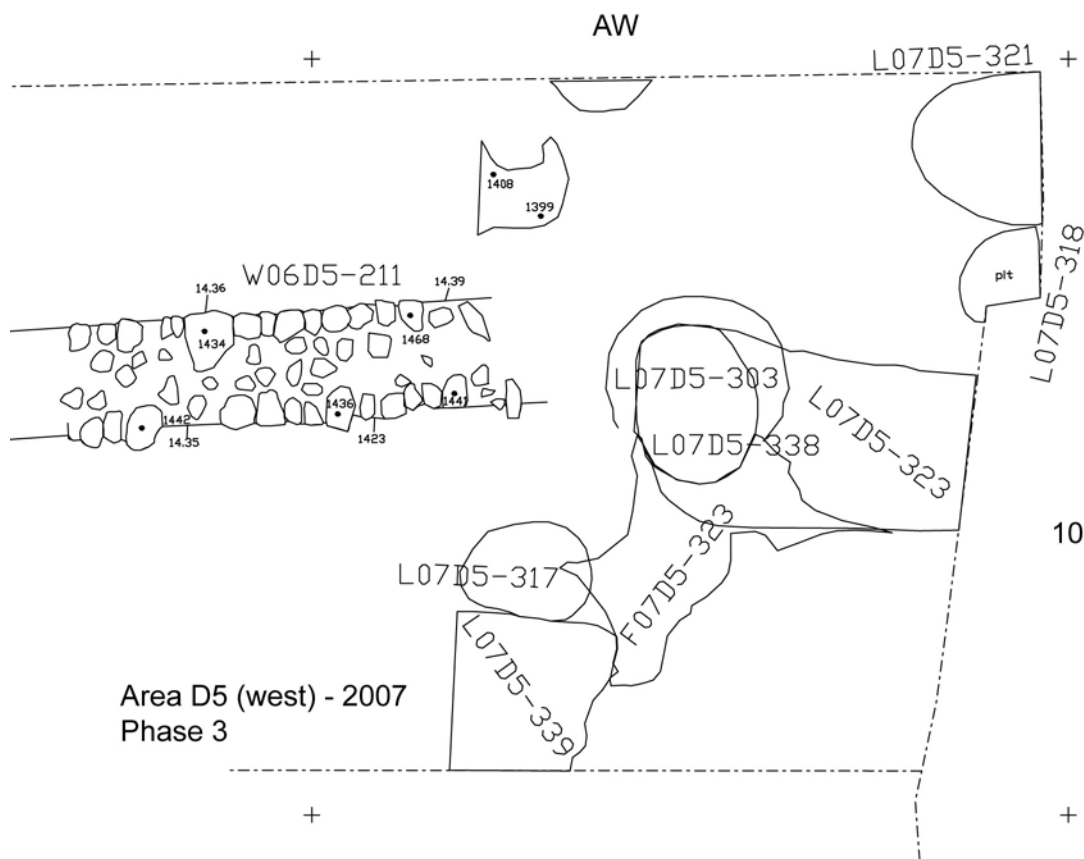 AW
+ +
L07D5-321
1408
1399
L07D5-318
pit
W06D5-211
14.36
14.39
1434
1468
L07D5-303
L07D5-338
L07D5-323
1436
1441
1442
14.35
1423
10
F07D5-323
L07D5-317
L07D5-339
Area D5 (west) - 2007
Phase 3
+ +